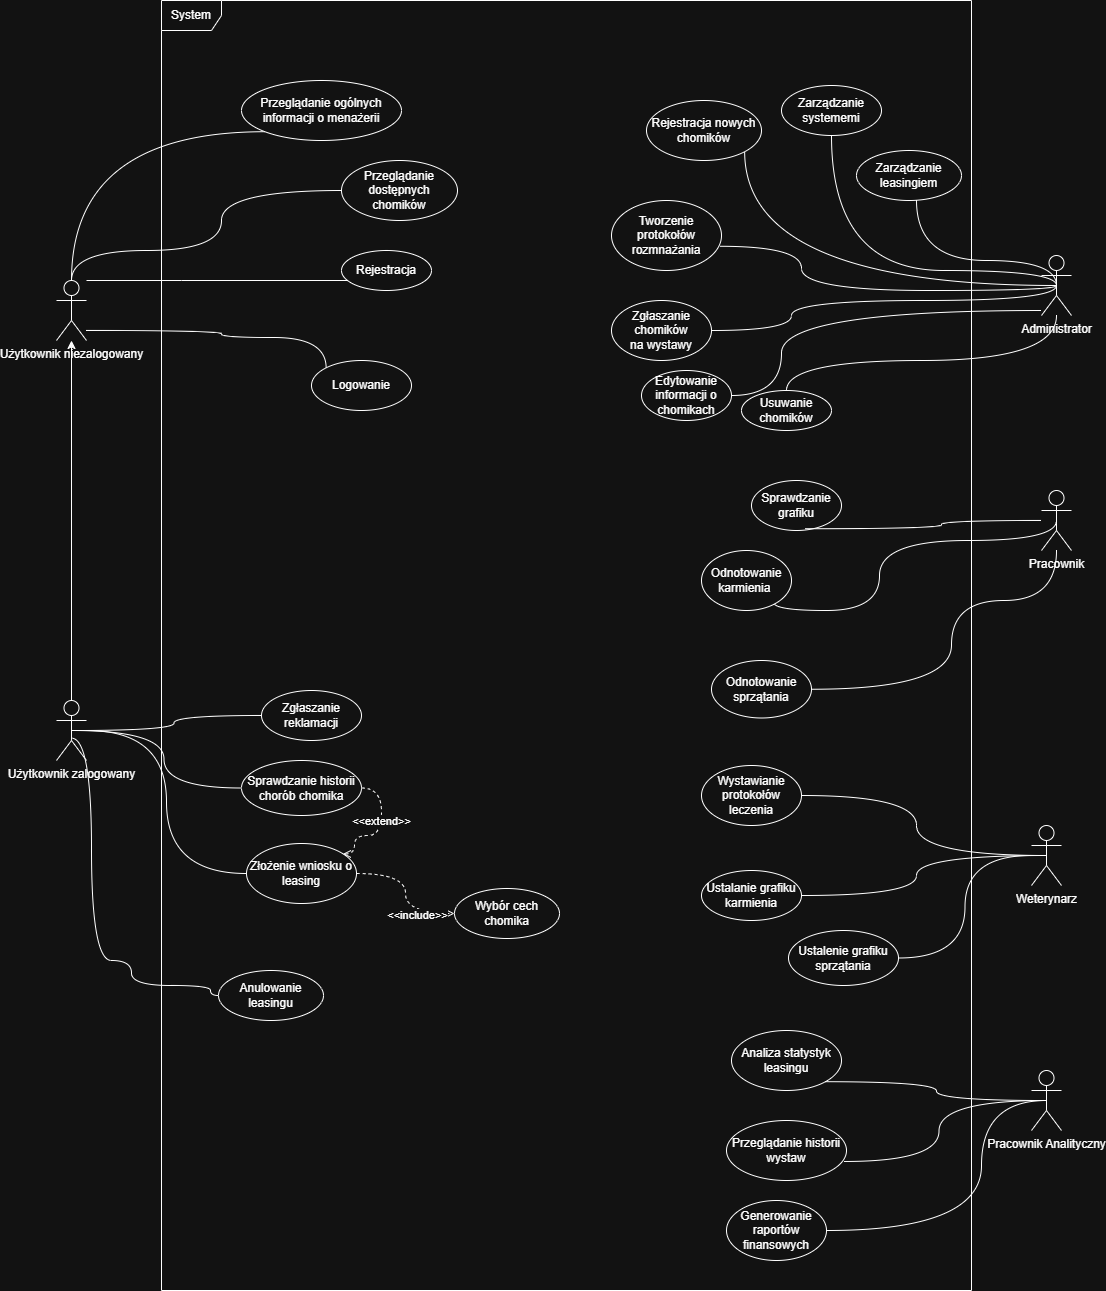 System
Przeglądanie ogólnych
informacji o menażerii
Przeglądanie
dostępnych
chomików
Rejestracja
Użytkownik niezalogowany
Logowanie
Rejestracja nowych
chomików
Zarządzanie
systememi
Zarządzanie
leasingiem
Tworzenie
protokołów
rozmnażania
Zgłaszanie
chomików
na wystawy
Administrator
Edytowanie
informacji o
chomikach
Usuwanie
chomików
Sprawdzanie
grafiku
Odnotowanie
karmienia
Pracownik
Odnotowanie
sprzątania
Zgłaszanie
reklamacji
Użytkownik zalogowany
Sprawdzanie historii
chorób chomika
<<extend>>
Złożenie wniosku o
leasing
<<include>>
Wybór cech
chomika
Anulowanie
leasingu
Wystawianie
protokołów
leczenia
Ustalanie grafiku
karmienia
Weterynarz
Ustalenie grafiku
sprzątania
Analiza statystyk
leasingu
Przeglądanie historii
wystaw
Pracownik Analityczny
Generowanie
raportów
finansowych